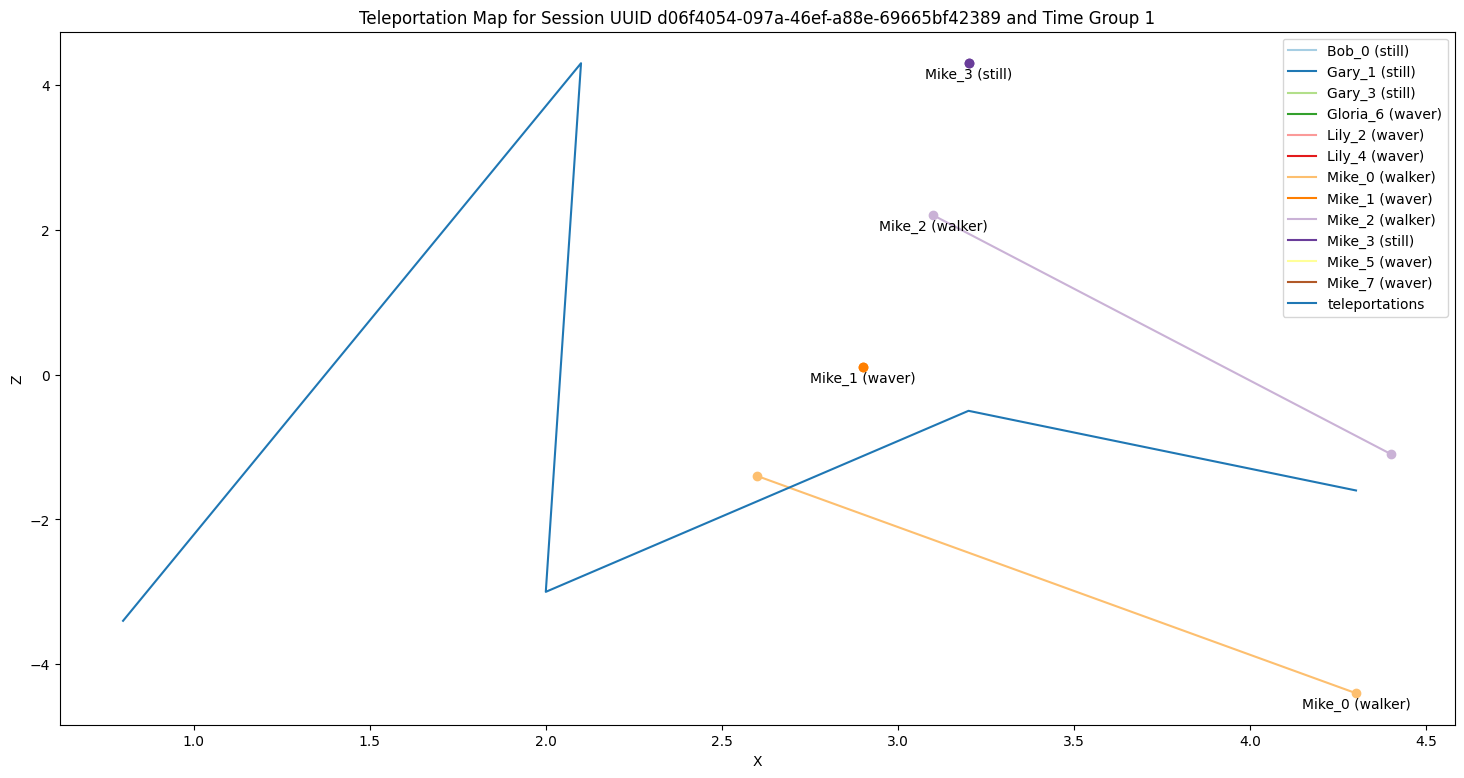 Teleportation Map for Session UUID d06f4054-097a-46ef-a88e-69665bf42389 and Time Group 1
Bob_0 (still)
Gary_1 (still)
Gary_3 (still)
Gloria_6 (waver)
Lily_2 (waver)
Lily_4 (waver)
Mike_0 (walker)
Mike_1 (waver)
Mike_2 (walker)
Mike_3 (still)
Mike_5 (waver)
Mike_7 (waver)
teleportations
Mike_3 (still)
Mike_2 (walker)
Mike_1 (waver)
Mike_0 (walker)
4
2
0
−2
−4
Z
1.0 1.5 2.0 2.5 3.0 3.5 4.0 4.5
X